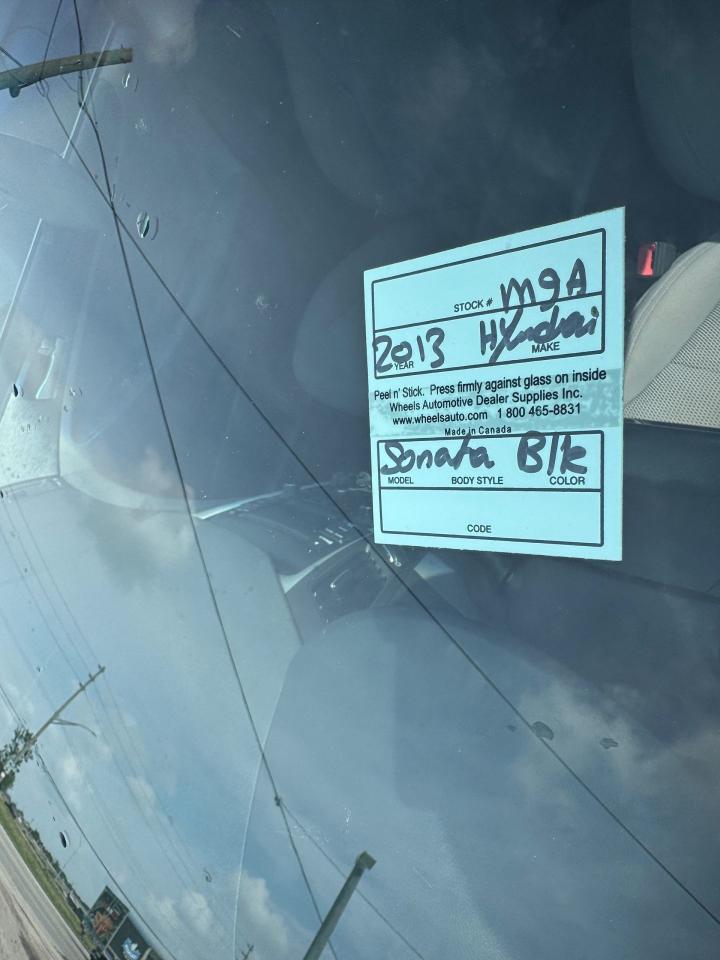 STOCK # M9A
2013 Hyundai
YEAR MAKE
Peel n' Stick. Press firmly against glass on inside
Wheels Automotive Dealer Supplies Inc.
www.wheelsauto.com 1 800 465-8831
Made in Canada
Sonata Blk
MODEL BODY STYLE COLOR
CODE